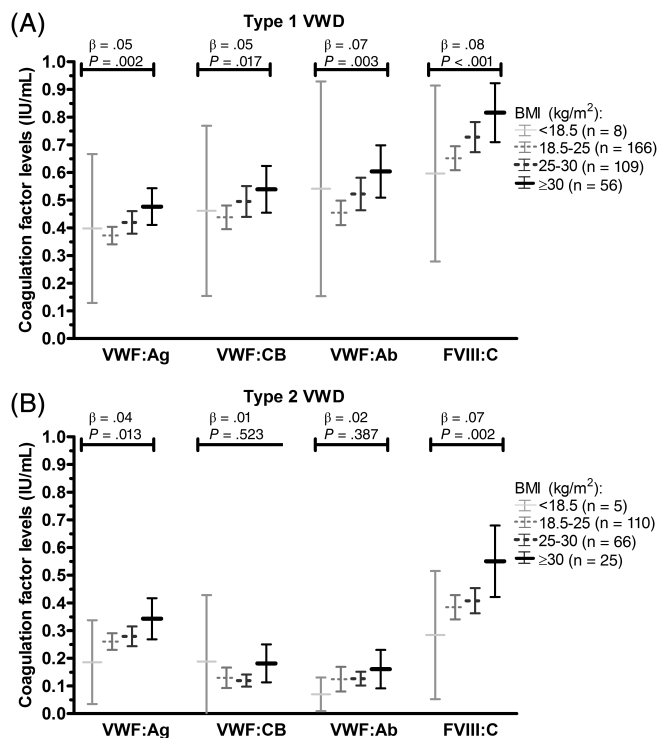 (A)
Type 1 VWD
β = .05
P = .002
β = .05
P = .017
β = .07
P = .003
β = .08
P < .001
Coagulation factor levels (IU/mL)
1.0
0.9
0.8
0.7
0.6
0.5
0.4
0.3
0.2
0.1
0.0
VWF:Ag
VWF:CB
VWF:Ab
FVIII:C
BMI (kg/m²):
<18.5 (n = 8)
18.5-25 (n = 166)
25-30 (n = 109)
≥30 (n = 56)
(B)
Type 2 VWD
β = .04
P = .013
β = .01
P = .523
β = .02
P = .387
β = .07
P = .002
Coagulation factor levels (IU/mL)
1.0
0.9
0.8
0.7
0.6
0.5
0.4
0.3
0.2
0.1
0.0
VWF:Ag
VWF:CB
VWF:Ab
FVIII:C
BMI (kg/m²):
<18.5 (n = 5)
18.5-25 (n = 110)
25-30 (n = 66)
≥30 (n = 25)